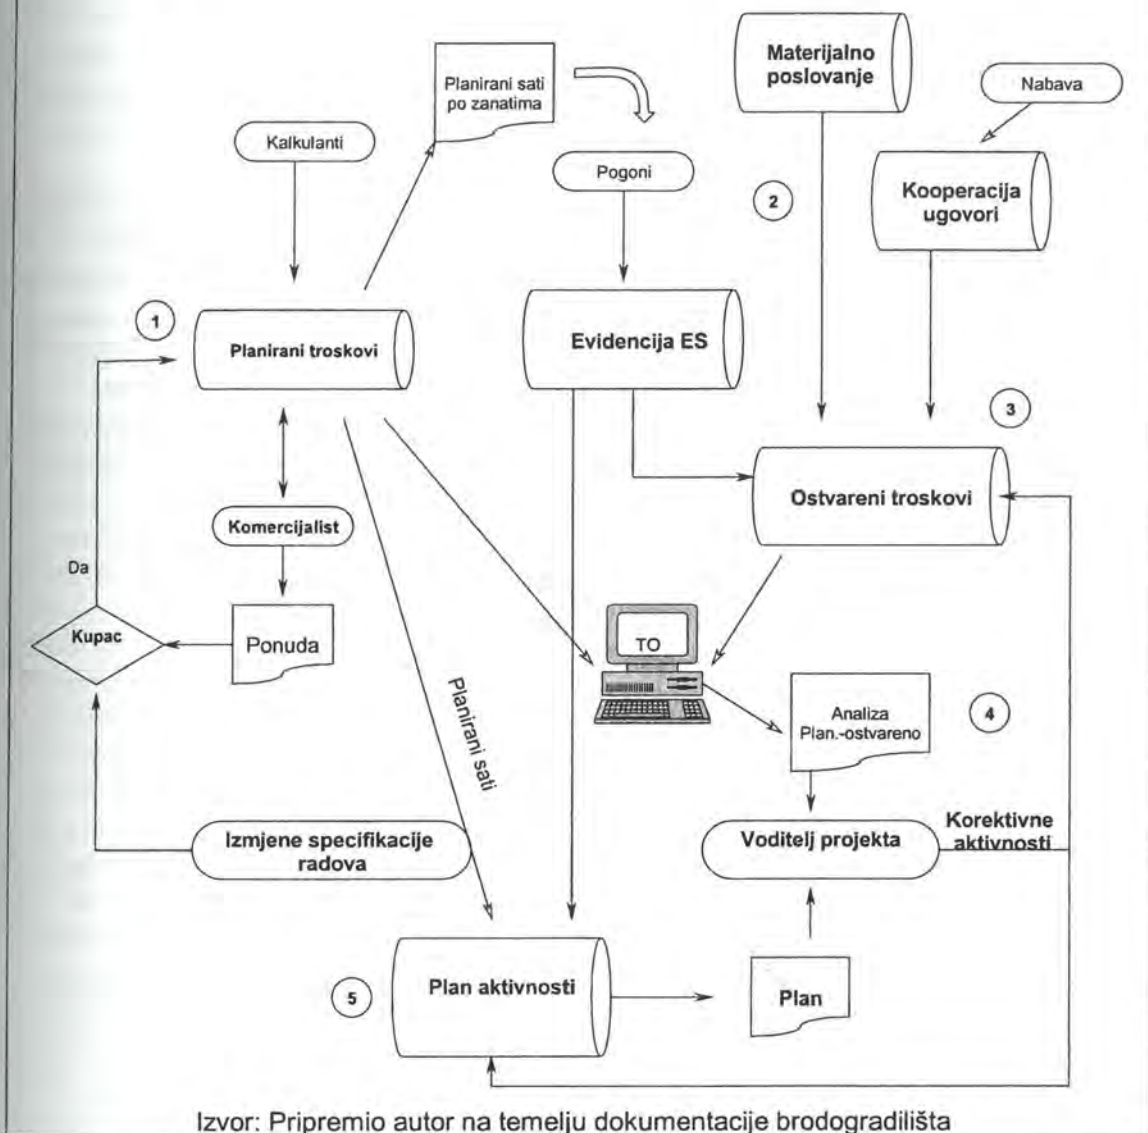 Materijalno
poslovanje
Planirani sati
po zanatima
Nabava
Kalkulanti
Pogoni
2
Kooperacija
ugovori
1
Planirani troskovi
Evidencija ES
3
Ostvareni troskovi
Komercijalist
Da
Kupac
Ponuda
TO
Planirani sati
Analiza
Plan.-ostvareno
4
Izmjene specifikacije
radova
Voditelj projekta
Korektivne
aktivnosti
5
Plan aktivnosti
Plan
Izvor: Pripremio autor na temelju dokumentacije brodogradilišta